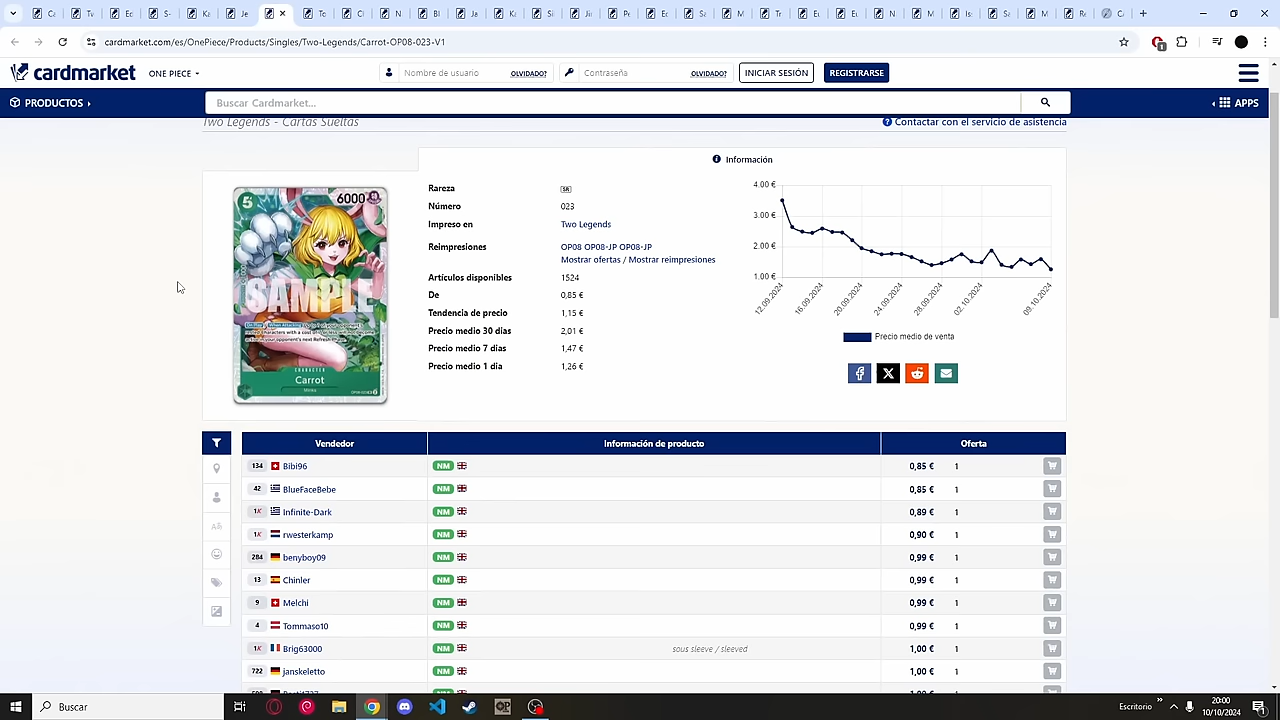 cardmarket.com/es/OnePiece/Products/Singles/Two-Legends/Carrot-OP08-023-V1
cardmarket
ONE PIECE
Nombre de usuario
OLVIDADO?
Contraseña
OLVIDADO?
INICIAR SESIÓN
REGISTRARSE
PRODUCTOS
Buscar Cardmarket...
APPS
Two Legends - Cartas Sueltas
Contactar con el servicio de asistencia
Información
5
6000
SAMPLE
CHARACTER
Carrot
Minks
Rareza SR
Número 023
Impreso en Two Legends
Reimpresiones OP08 OP08-JP OP08-JP
Mostrar ofertas / Mostrar reimpresiones
Artículos disponibles 1524
De 0,85 €
Tendencia de precio 1,15 €
Precio medio 30 días 2,01 €
Precio medio 7 días 1,47 €
Precio medio 1 día 1,26 €
4.00 €
3.00 €
2.00 €
1.00 €
12.09.2024
16.09.2024
20.09.2024
24.09.2024
28.09.2024
02.10.2024
09.10.2024
Precio medio de venta
Vendedor Información de producto Oferta
134 Bibi96 NM 0,85 € 1
42 BlueFaceBebe NM 0,85 € 1
1K Infinite-Dark NM 0,89 € 1
1K rwesterkamp NM 0,90 € 1
284 benyboy09 NM 0,99 € 1
13 Chinler NM 0,99 € 1
9 Melchi NM 0,99 € 1
4 Tommaso10 NM 0,99 € 1
1K Brig63000 NM sous sleeve / sleeved 1,00 € 1
722 janskeletto NM 1,00 € 1
Buscar
Escritorio
20:00
10/10/2024